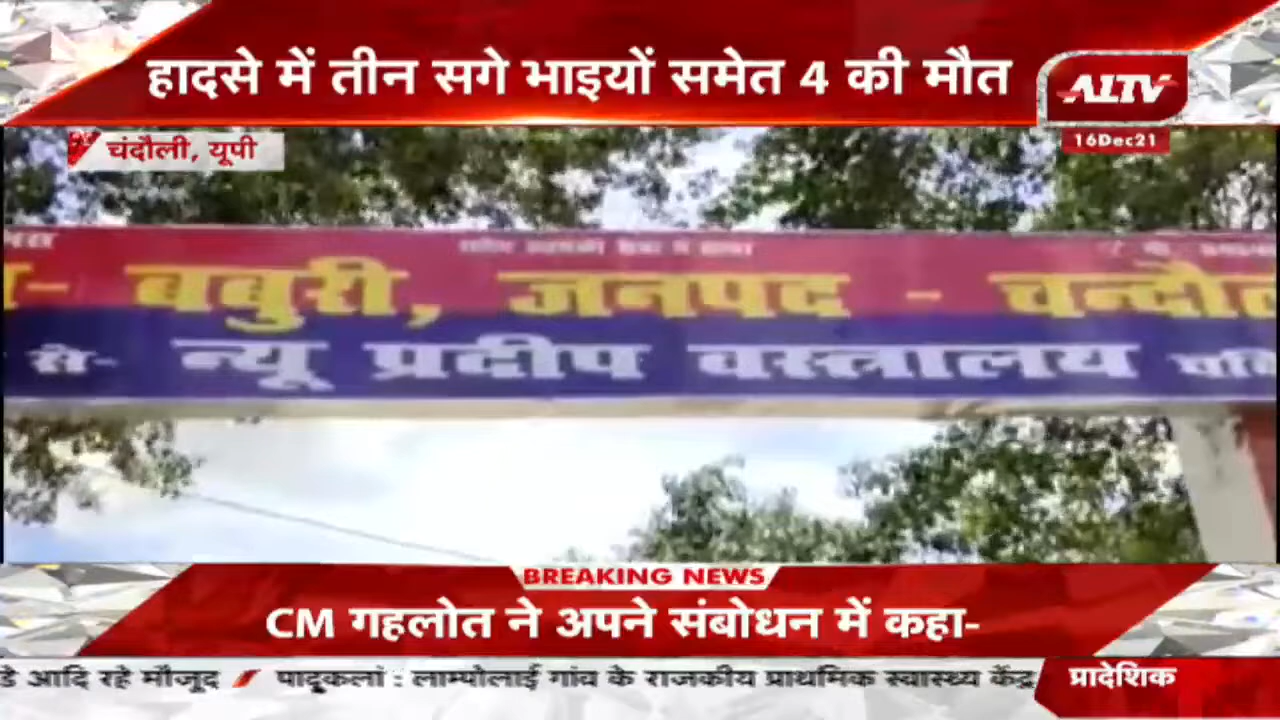 हादसे में तीन सगे भाइयों समेत 4 की मौत
ALTV
16Dec21
चंदौली, यूपी
- बबुरी, जनपद - चन्दौल
से- न्यू प्रदीप वस्त्रालय
BREAKING NEWS
CM गहलोत ने अपने संबोधन में कहा-
डे आदि रहे मौजूद पादूकलां : लाम्पोलाई गांव के राजकीय प्राथमिक स्वास्थ्य केंद्र
प्रादेशिक